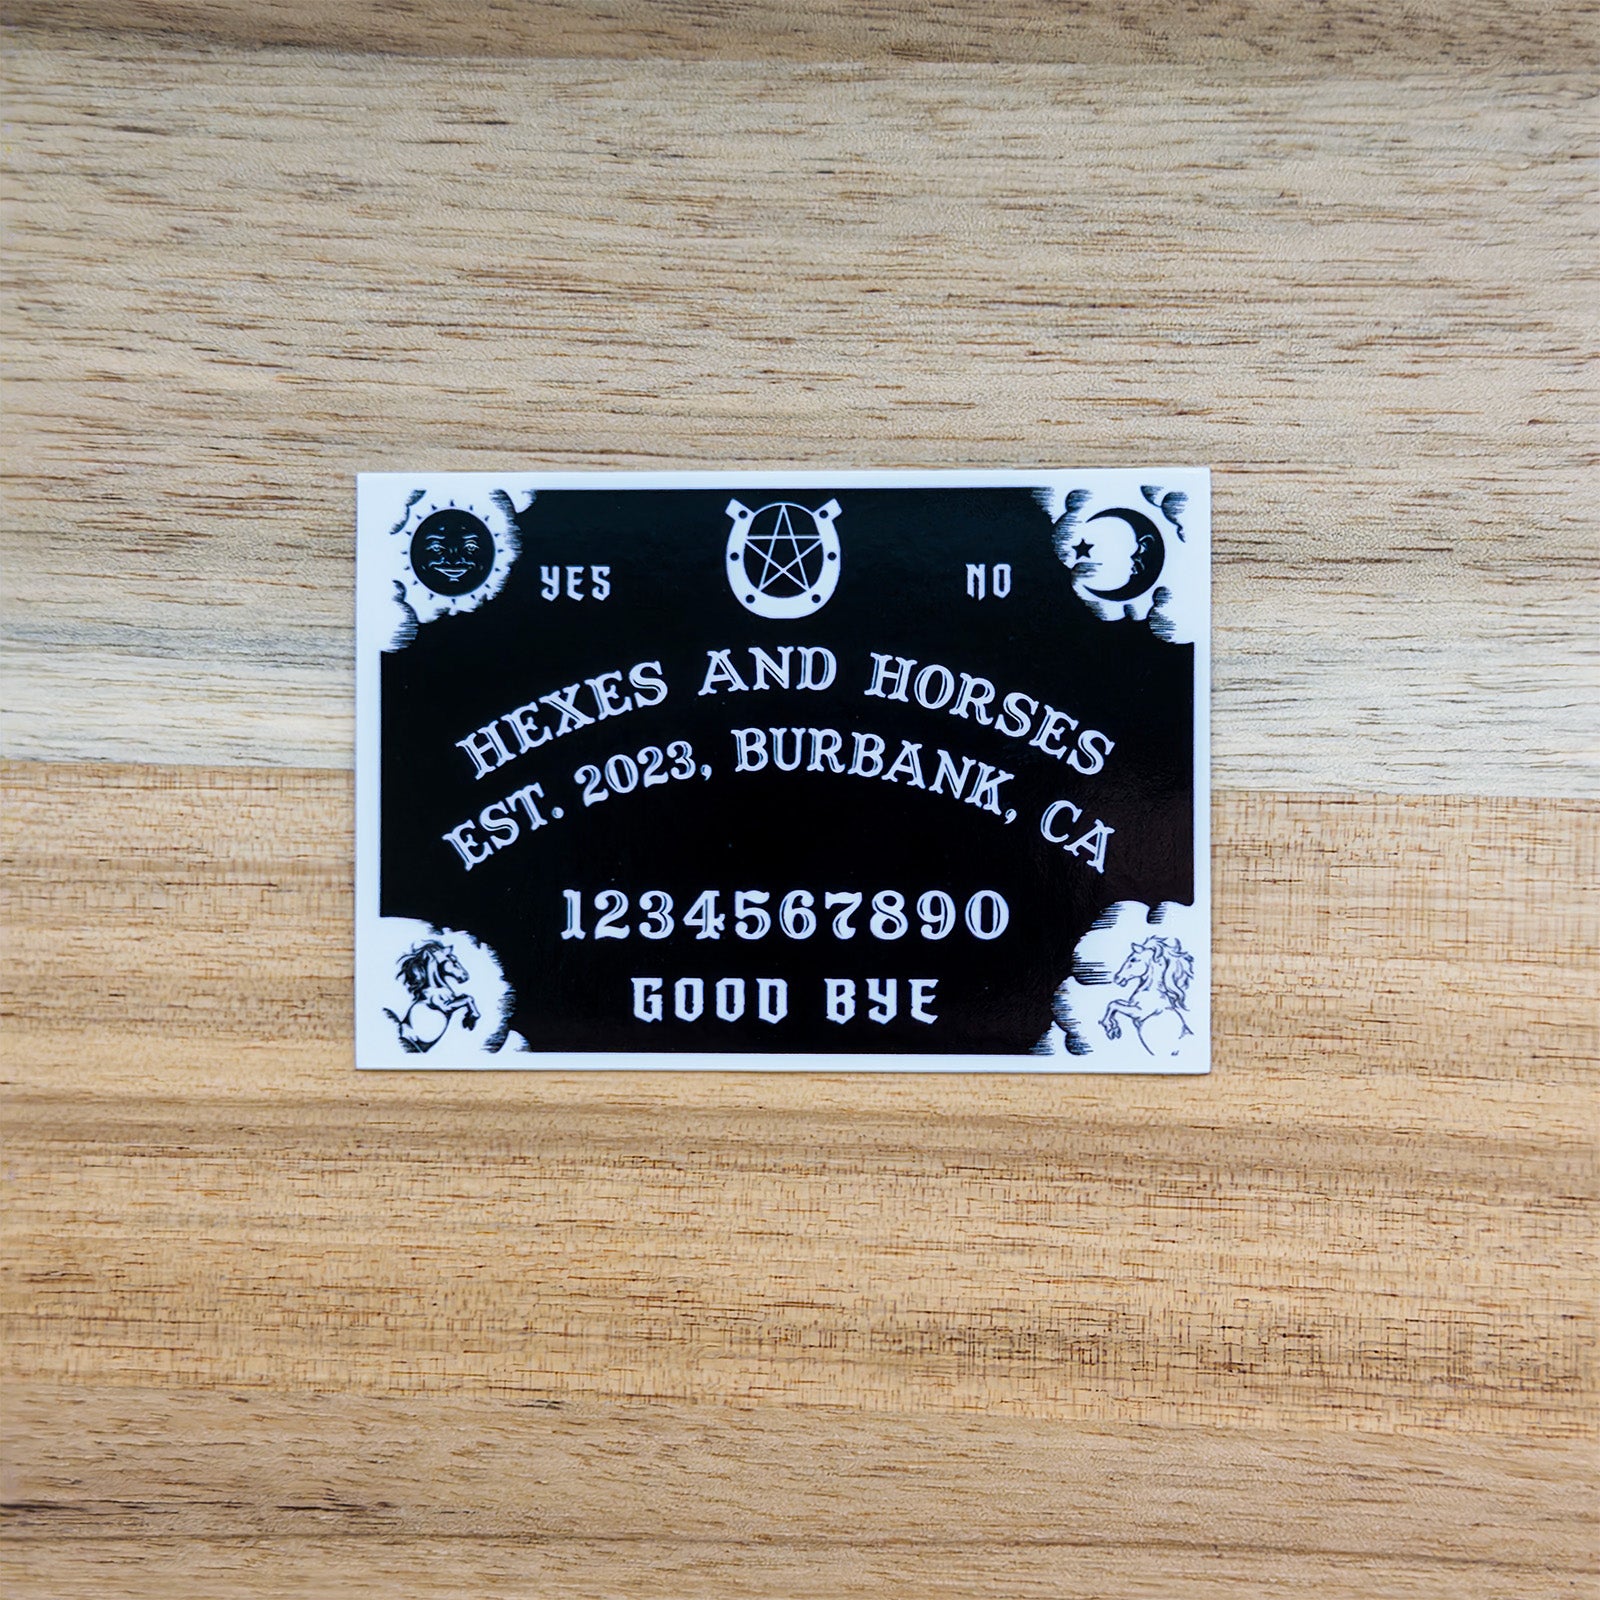 YES NO
HEXES AND HORSES
EST. 2023, BURBANK, CA
1234567890
GOOD BYE